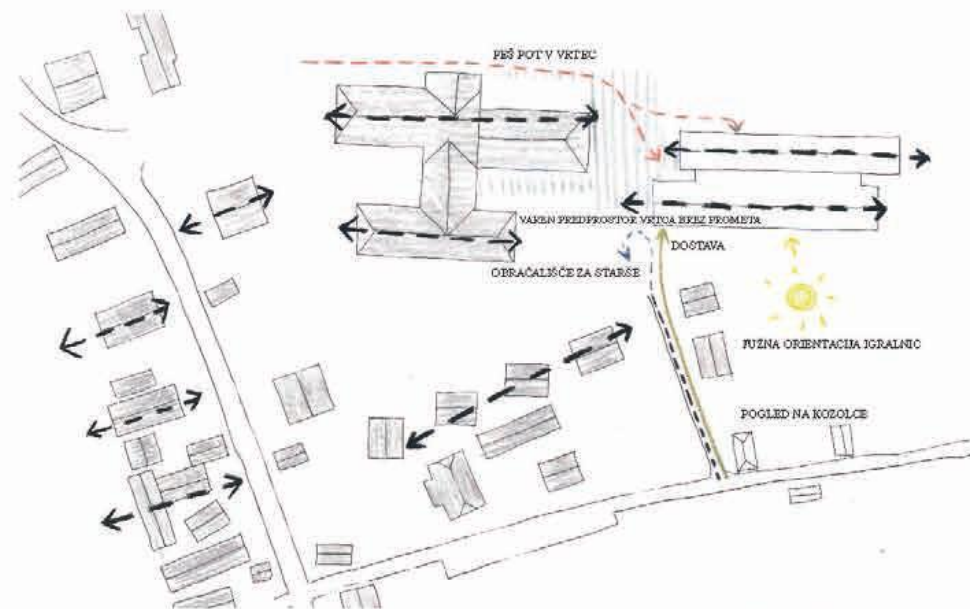 PEŠ POT V VRTEC
VAREN PREDPROSTOR VRTCA BREZ PROMETA
DOSTAVA
OBRAČALIŠČE ZA STARŠE
JUŽNA ORIENTACIJA IGRALNIC
POGLED NA KOZOLCE